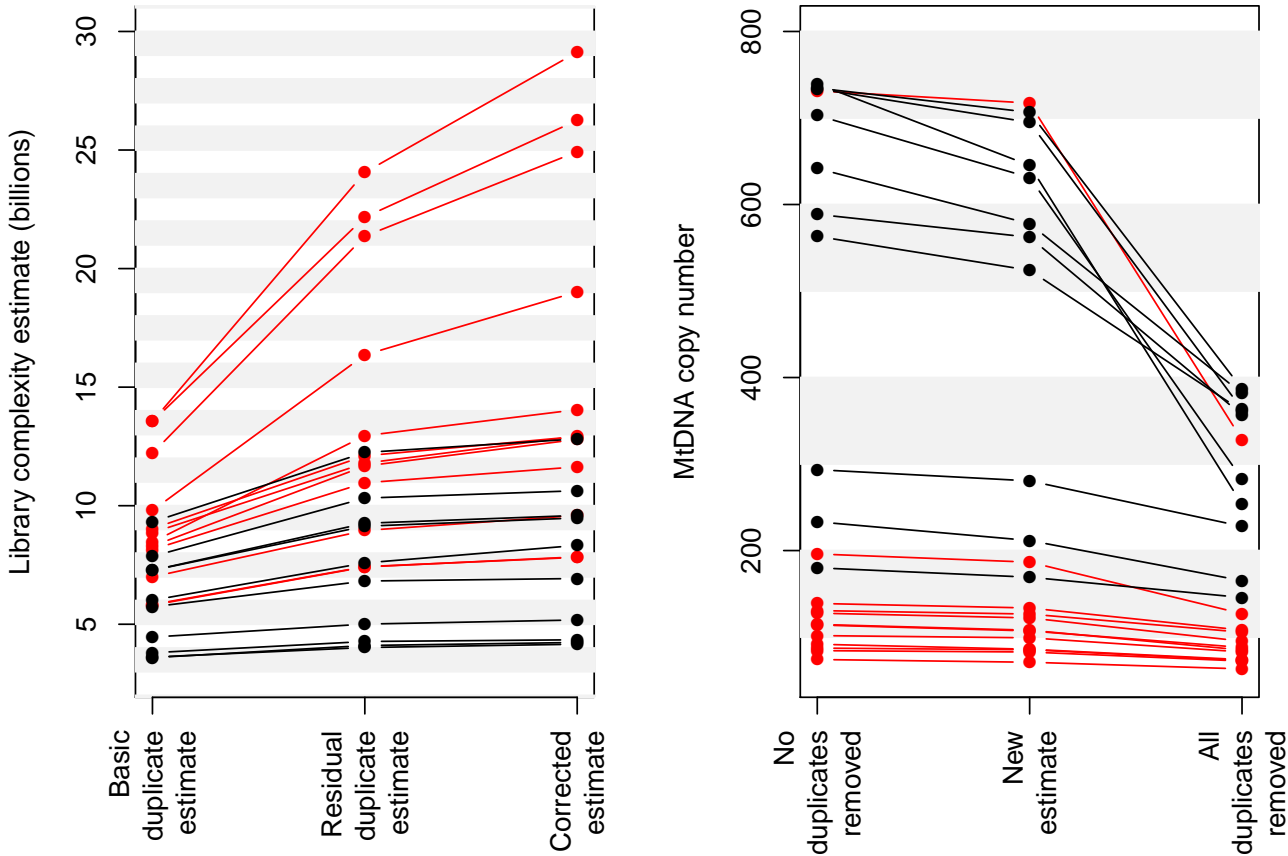 Library complexity estimate (billions)
30
25
20
15
10
5
Basic
duplicate
estimate
Residual
duplicate
estimate
Corrected
estimate
MtDNA copy number
800
600
400
200
No
duplicates
removed
New
estimate
All
duplicates
removed